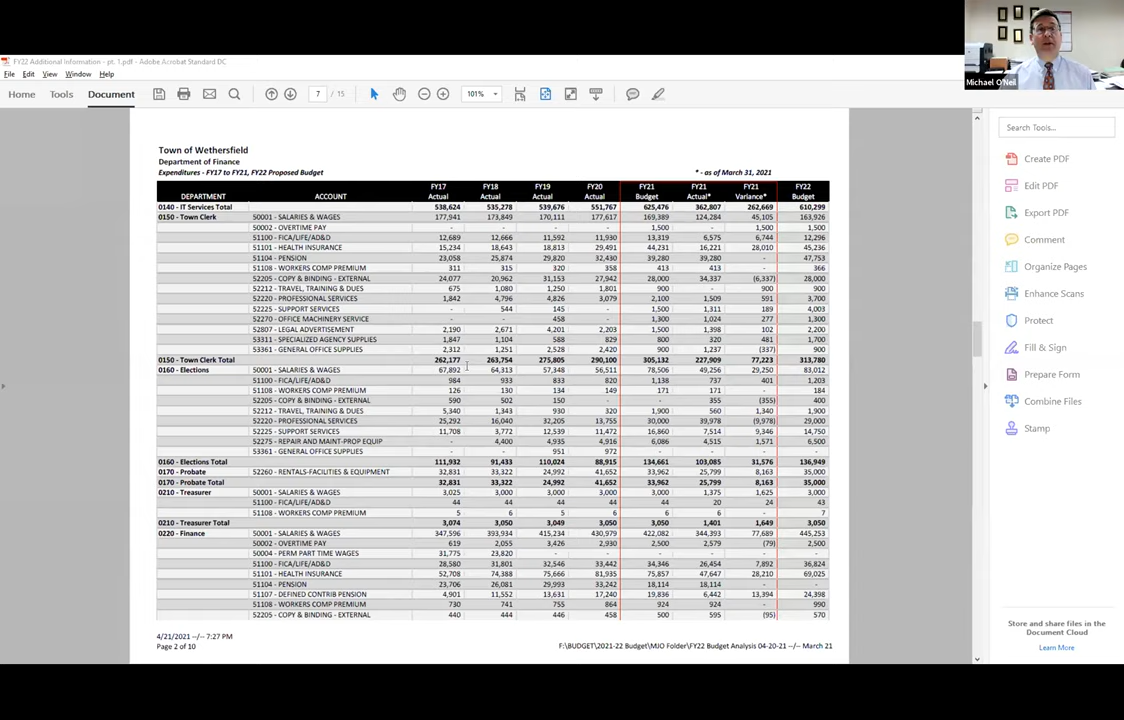 FY22 Additional Information - pt. 1.pdf - Adobe Acrobat Standard DC
File Edit View Window Help
Home Tools Document 7 / 15 101%
Michael O'Neil
Search Tools...
Create PDF
Edit PDF
Export PDF
Comment
Organize Pages
Enhance Scans
Protect
Fill & Sign
Prepare Form
Combine Files
Stamp
Store and share files in the
Document Cloud
Learn More
Town of Wethersfield
Department of Finance
Expenditures - FY17 to FY21, FY22 Proposed Budget * - as of March 31, 2021
FY17 FY18 FY19 FY20 FY21 FY21 FY21 FY22
DEPARTMENT ACCOUNT Actual Actual Actual Actual Budget Actual* Variance* Budget
0140 - IT Services Total 538,624 535,278 539,676 551,767 625,476 362,807 262,669 610,299
0150 - Town Clerk 50001 - SALARIES & WAGES 177,941 173,849 170,111 177,617 169,389 124,284 45,105 163,926
50002 - OVERTIME PAY - - - - 1,500 - 1,500 1,500
51100 - FICA/LIFE/AD&D 12,689 12,666 11,592 11,930 13,319 6,575 6,744 12,296
51101 - HEALTH INSURANCE 15,234 18,643 18,813 29,491 44,231 16,221 28,010 45,236
51104 - PENSION 23,058 25,874 29,820 32,430 39,280 39,280 - 47,753
51108 - WORKERS COMP PREMIUM 311 315 320 358 413 413 - 366
52205 - COPY & BINDING - EXTERNAL 24,077 20,962 31,153 27,942 28,000 34,337 (6,337) 28,000
52212 - TRAVEL, TRAINING & DUES 675 1,080 1,250 1,801 900 - 900 900
52220 - PROFESSIONAL SERVICES 1,842 4,796 4,826 3,079 2,100 1,509 591 3,700
52225 - SUPPORT SERVICES - 544 145 - 1,500 1,311 189 4,003
52270 - OFFICE MACHINERY SERVICE - - 458 - 1,300 1,024 277 1,300
52807 - LEGAL ADVERTISEMENT 2,190 2,671 4,201 2,203 1,500 1,398 102 2,200
53311 - SPECIALIZED AGENCY SUPPLIES 1,847 1,104 588 829 800 320 481 1,700
53361 - GENERAL OFFICE SUPPLIES 2,312 1,251 2,528 2,420 900 1,237 (337) 900
0150 - Town Clerk Total 262,177 263,754 275,805 290,100 305,132 227,909 77,223 313,780
0160 - Elections 50001 - SALARIES & WAGES 67,892 64,313 57,348 56,511 78,506 49,256 29,250 83,012
51100 - FICA/LIFE/AD&D 984 933 833 820 1,138 737 401 1,203
51108 - WORKERS COMP PREMIUM 126 130 134 149 171 171 - 184
52205 - COPY & BINDING - EXTERNAL 590 502 150 - - 355 (355) 400
52212 - TRAVEL, TRAINING & DUES 5,340 1,343 930 320 1,900 560 1,340 1,900
52220 - PROFESSIONAL SERVICES 25,292 16,040 32,205 13,755 30,000 39,978 (9,978) 29,000
52225 - SUPPORT SERVICES 11,708 3,772 12,539 11,472 16,860 7,514 9,346 14,750
52275 - REPAIR AND MAINT-PROP EQUIP - 4,400 4,935 4,916 6,086 4,515 1,571 6,500
53361 - GENERAL OFFICE SUPPLIES - - 951 972 - - - -
0160 - Elections Total 111,932 91,433 110,024 88,915 134,661 103,085 31,576 136,949
0170 - Probate 52260 - RENTALS-FACILITIES & EQUIPMENT 32,831 33,322 24,992 41,652 33,962 25,799 8,163 35,000
0170 - Probate Total 32,831 33,322 24,992 41,652 33,962 25,799 8,163 35,000
0210 - Treasurer 50001 - SALARIES & WAGES 3,025 3,000 3,000 3,000 3,000 1,375 1,625 3,000
51100 - FICA/LIFE/AD&D 44 44 44 44 44 20 24 43
51108 - WORKERS COMP PREMIUM 5 6 5 6 6 6 - 7
0210 - Treasurer Total 3,074 3,050 3,049 3,050 3,050 1,401 1,649 3,050
0220 - Finance 50001 - SALARIES & WAGES 347,596 393,934 415,234 430,979 422,082 344,393 77,689 445,253
50002 - OVERTIME PAY 619 2,055 3,426 2,930 2,500 2,579 (79) 2,500
50004 - PERM PART TIME WAGES 31,775 23,820 - - - - - -
51100 - FICA/LIFE/AD&D 28,580 31,801 32,546 33,442 34,346 26,454 7,892 36,824
51101 - HEALTH INSURANCE 52,708 74,388 75,766 81,935 75,857 47,647 28,210 69,025
51104 - PENSION 23,706 26,081 29,993 33,242 18,114 18,114 - -
51107 - DEFINED CONTRIB PENSION 4,901 11,552 13,631 17,240 19,836 6,442 13,394 24,398
51108 - WORKERS COMP PREMIUM 730 741 755 864 924 924 - 990
52205 - COPY & BINDING - EXTERNAL 440 444 446 458 500 595 (95) 570
4/21/2021 --/-- 7:27 PM
Page 2 of 10 F:\BUDGET\2021-22 Budget\MJO Folder\FY22 Budget Analysis 04-20-21 --/-- March 21